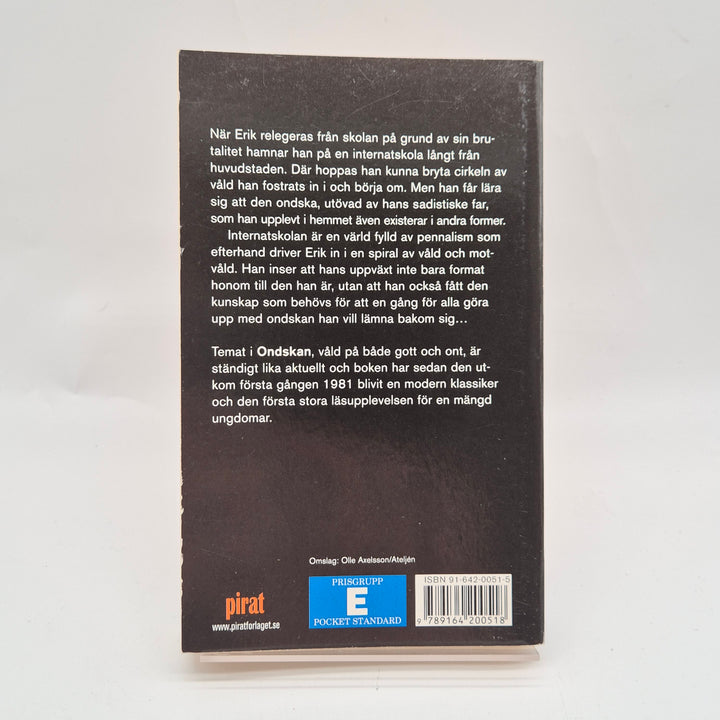 När Erik relegeras från skolan på grund av sin bru-
talitet hamnar han på en internatskola långt från
huvudstaden. Där hoppas han kunna bryta cirkeln av
våld han fostrats in i och börja om. Men han får lära
sig att den ondska, utövad av hans sadistiske far,
som han upplevt i hemmet även existerar i andra former.
Internatskolan är en värld fylld av pennalism som
efterhand driver Erik in i en spiral av våld och mot-
våld. Han inser att hans uppväxt inte bara format
honom till den han är, utan att han också fått den
kunskap som behövs för att en gång för alla göra
upp med ondskan han vill lämna bakom sig...
Temat i Ondskan, våld på både gott och ont, är
ständigt lika aktuellt och boken har sedan den ut-
kom första gången 1981 blivit en modern klassiker
och den första stora läsupplevelsen för en mängd
ungdomar.
Omslag: Olle Axelsson/Ateljén
pirat
www.piratforlaget.se
PRISGRUPP
E
POCKET STANDARD
ISBN 91-642-0051-5
9 789164 200518